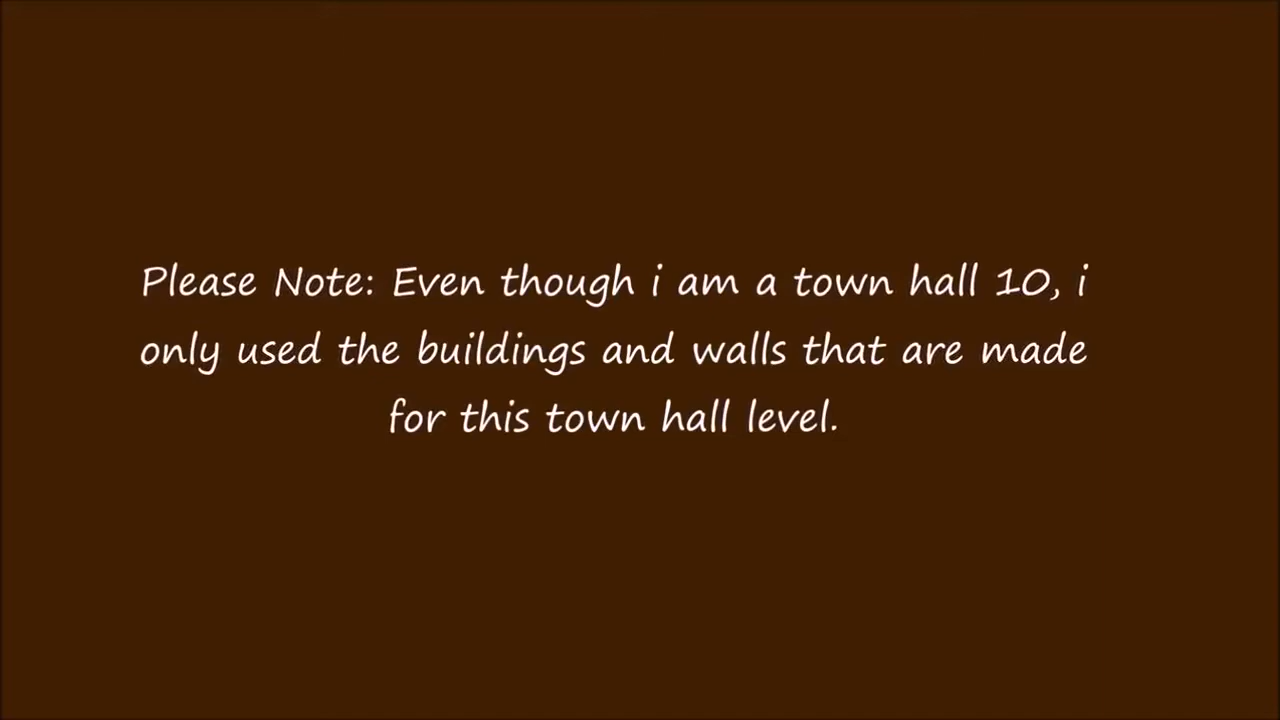 Please Note: Even though i am a town hall 10, i
only used the buildings and walls that are made
for this town hall level.